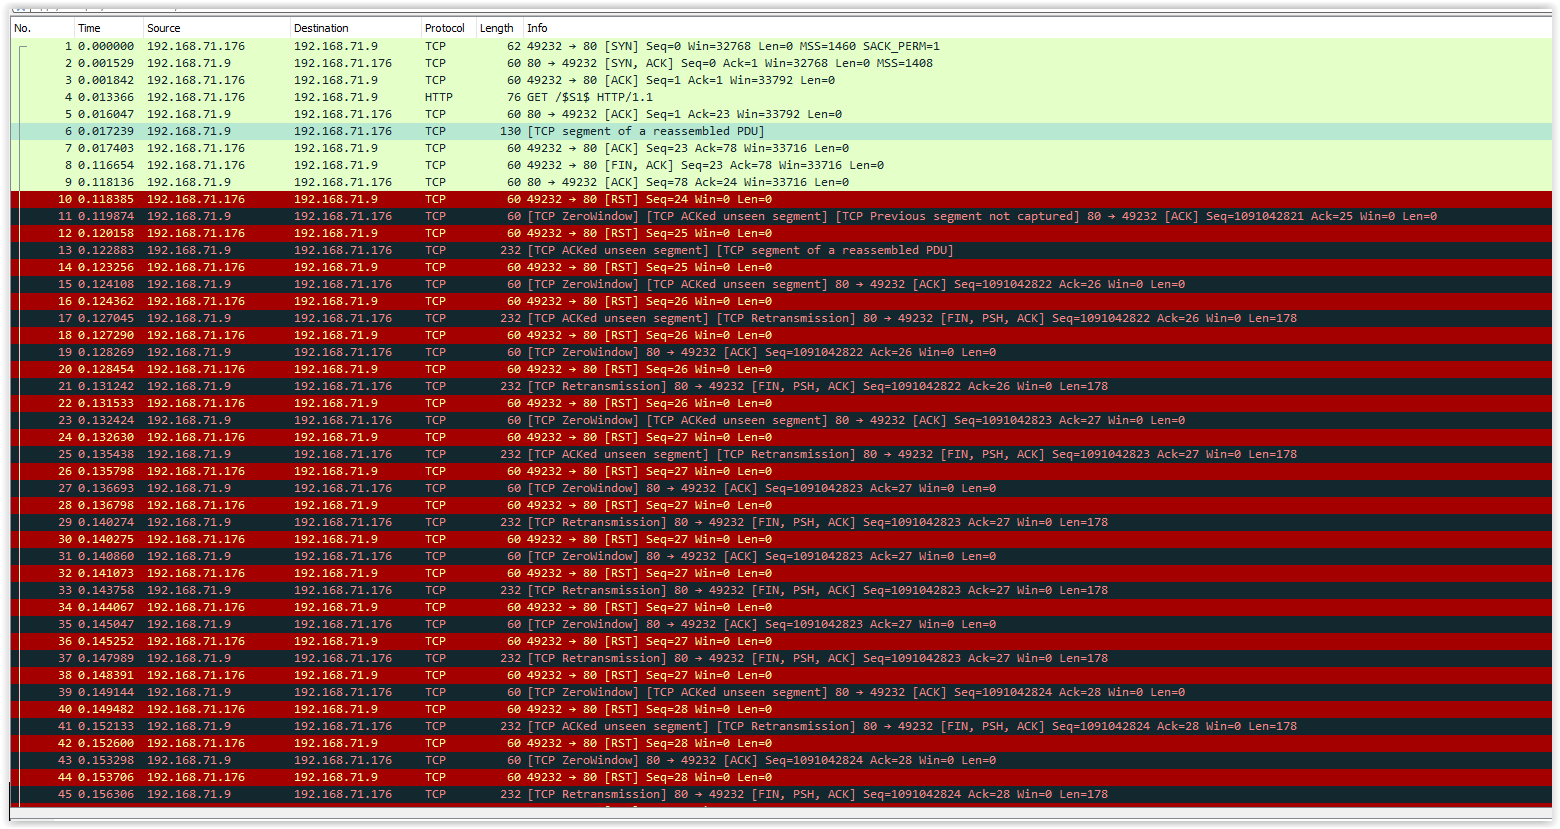 No. Time Source Destination Protocol Length Info
1 0.000000 192.168.71.176 192.168.71.9 TCP 62 49232 → 80 [SYN] Seq=0 Win=32768 Len=0 MSS=1460 SACK_PERM=1
2 0.001529 192.168.71.9 192.168.71.176 TCP 60 80 → 49232 [SYN, ACK] Seq=0 Ack=1 Win=32768 Len=0 MSS=1408
3 0.001842 192.168.71.176 192.168.71.9 TCP 60 49232 → 80 [ACK] Seq=1 Ack=1 Win=33792 Len=0
4 0.013366 192.168.71.176 192.168.71.9 HTTP 76 GET /$S1$ HTTP/1.1
5 0.016047 192.168.71.9 192.168.71.176 TCP 60 80 → 49232 [ACK] Seq=1 Ack=23 Win=33792 Len=0
6 0.017239 192.168.71.9 192.168.71.176 TCP 130 [TCP segment of a reassembled PDU]
7 0.017403 192.168.71.176 192.168.71.9 TCP 60 49232 → 80 [ACK] Seq=23 Ack=78 Win=33716 Len=0
8 0.116654 192.168.71.176 192.168.71.9 TCP 60 49232 → 80 [FIN, ACK] Seq=23 Ack=78 Win=33716 Len=0
9 0.118136 192.168.71.9 192.168.71.176 TCP 60 80 → 49232 [ACK] Seq=78 Ack=24 Win=33716 Len=0
10 0.118385 192.168.71.176 192.168.71.9 TCP 60 49232 → 80 [RST] Seq=24 Win=0 Len=0
11 0.119874 192.168.71.9 192.168.71.176 TCP 60 [TCP ZeroWindow] [TCP ACKed unseen segment] [TCP Previous segment not captured] 80 → 49232 [ACK] Seq=1091042821 Ack=25 Win=0 Len=0
12 0.120158 192.168.71.176 192.168.71.9 TCP 60 49232 → 80 [RST] Seq=25 Win=0 Len=0
13 0.122883 192.168.71.9 192.168.71.176 TCP 232 [TCP ACKed unseen segment] [TCP segment of a reassembled PDU]
14 0.123256 192.168.71.176 192.168.71.9 TCP 60 49232 → 80 [RST] Seq=25 Win=0 Len=0
15 0.124108 192.168.71.9 192.168.71.176 TCP 60 [TCP ZeroWindow] [TCP ACKed unseen segment] 80 → 49232 [ACK] Seq=1091042822 Ack=26 Win=0 Len=0
16 0.124362 192.168.71.176 192.168.71.9 TCP 60 49232 → 80 [RST] Seq=26 Win=0 Len=0
17 0.127045 192.168.71.9 192.168.71.176 TCP 232 [TCP ACKed unseen segment] [TCP Retransmission] 80 → 49232 [FIN, PSH, ACK] Seq=1091042822 Ack=26 Win=0 Len=178
18 0.127290 192.168.71.176 192.168.71.9 TCP 60 49232 → 80 [RST] Seq=26 Win=0 Len=0
19 0.128269 192.168.71.9 192.168.71.176 TCP 60 [TCP ZeroWindow] 80 → 49232 [ACK] Seq=1091042822 Ack=26 Win=0 Len=0
20 0.128454 192.168.71.176 192.168.71.9 TCP 60 49232 → 80 [RST] Seq=26 Win=0 Len=0
21 0.131242 192.168.71.9 192.168.71.176 TCP 232 [TCP Retransmission] 80 → 49232 [FIN, PSH, ACK] Seq=1091042822 Ack=26 Win=0 Len=178
22 0.131533 192.168.71.176 192.168.71.9 TCP 60 49232 → 80 [RST] Seq=26 Win=0 Len=0
23 0.132424 192.168.71.9 192.168.71.176 TCP 60 [TCP ZeroWindow] [TCP ACKed unseen segment] 80 → 49232 [ACK] Seq=1091042823 Ack=27 Win=0 Len=0
24 0.132630 192.168.71.176 192.168.71.9 TCP 60 49232 → 80 [RST] Seq=27 Win=0 Len=0
25 0.135438 192.168.71.9 192.168.71.176 TCP 232 [TCP ACKed unseen segment] [TCP Retransmission] 80 → 49232 [FIN, PSH, ACK] Seq=1091042823 Ack=27 Win=0 Len=178
26 0.135798 192.168.71.176 192.168.71.9 TCP 60 49232 → 80 [RST] Seq=27 Win=0 Len=0
27 0.136693 192.168.71.9 192.168.71.176 TCP 60 [TCP ZeroWindow] 80 → 49232 [ACK] Seq=1091042823 Ack=27 Win=0 Len=0
28 0.136798 192.168.71.176 192.168.71.9 TCP 60 49232 → 80 [RST] Seq=27 Win=0 Len=0
29 0.140274 192.168.71.9 192.168.71.176 TCP 232 [TCP Retransmission] 80 → 49232 [FIN, PSH, ACK] Seq=1091042823 Ack=27 Win=0 Len=178
30 0.140275 192.168.71.176 192.168.71.9 TCP 60 49232 → 80 [RST] Seq=27 Win=0 Len=0
31 0.140860 192.168.71.9 192.168.71.176 TCP 60 [TCP ZeroWindow] 80 → 49232 [ACK] Seq=1091042823 Ack=27 Win=0 Len=0
32 0.141073 192.168.71.176 192.168.71.9 TCP 60 49232 → 80 [RST] Seq=27 Win=0 Len=0
33 0.143758 192.168.71.9 192.168.71.176 TCP 232 [TCP Retransmission] 80 → 49232 [FIN, PSH, ACK] Seq=1091042823 Ack=27 Win=0 Len=178
34 0.144067 192.168.71.176 192.168.71.9 TCP 60 49232 → 80 [RST] Seq=27 Win=0 Len=0
35 0.145047 192.168.71.9 192.168.71.176 TCP 60 [TCP ZeroWindow] 80 → 49232 [ACK] Seq=1091042823 Ack=27 Win=0 Len=0
36 0.145252 192.168.71.176 192.168.71.9 TCP 60 49232 → 80 [RST] Seq=27 Win=0 Len=0
37 0.147989 192.168.71.9 192.168.71.176 TCP 232 [TCP Retransmission] 80 → 49232 [FIN, PSH, ACK] Seq=1091042823 Ack=27 Win=0 Len=178
38 0.148391 192.168.71.176 192.168.71.9 TCP 60 49232 → 80 [RST] Seq=27 Win=0 Len=0
39 0.149144 192.168.71.9 192.168.71.176 TCP 60 [TCP ZeroWindow] [TCP ACKed unseen segment] 80 → 49232 [ACK] Seq=1091042824 Ack=28 Win=0 Len=0
40 0.149482 192.168.71.176 192.168.71.9 TCP 60 49232 → 80 [RST] Seq=28 Win=0 Len=0
41 0.152133 192.168.71.9 192.168.71.176 TCP 232 [TCP ACKed unseen segment] [TCP Retransmission] 80 → 49232 [FIN, PSH, ACK] Seq=1091042824 Ack=28 Win=0 Len=178
42 0.152600 192.168.71.176 192.168.71.9 TCP 60 49232 → 80 [RST] Seq=28 Win=0 Len=0
43 0.153298 192.168.71.9 192.168.71.176 TCP 60 [TCP ZeroWindow] 80 → 49232 [ACK] Seq=1091042824 Ack=28 Win=0 Len=0
44 0.153706 192.168.71.176 192.168.71.9 TCP 60 49232 → 80 [RST] Seq=28 Win=0 Len=0
45 0.156306 192.168.71.9 192.168.71.176 TCP 232 [TCP Retransmission] 80 → 49232 [FIN, PSH, ACK] Seq=1091042824 Ack=28 Win=0 Len=178